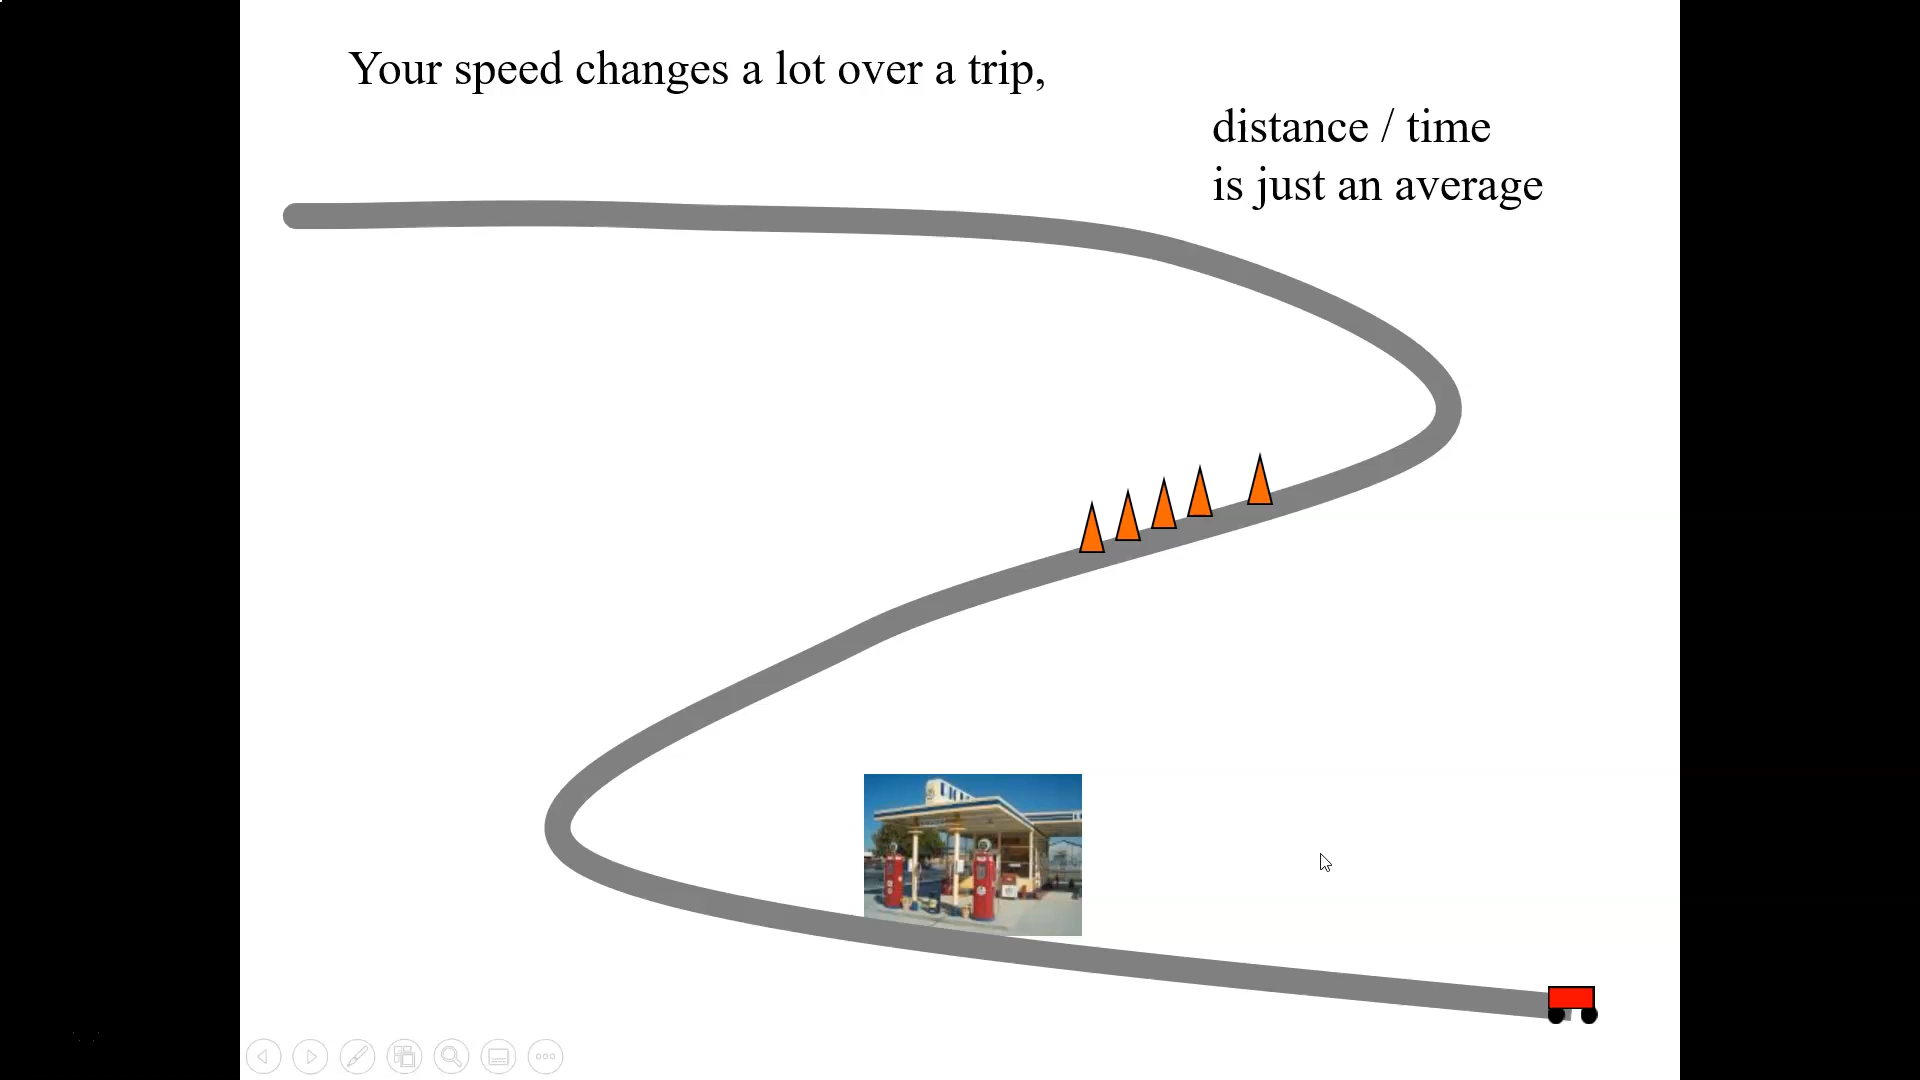 Your speed changes a lot over a trip,
distance / time
is just an average